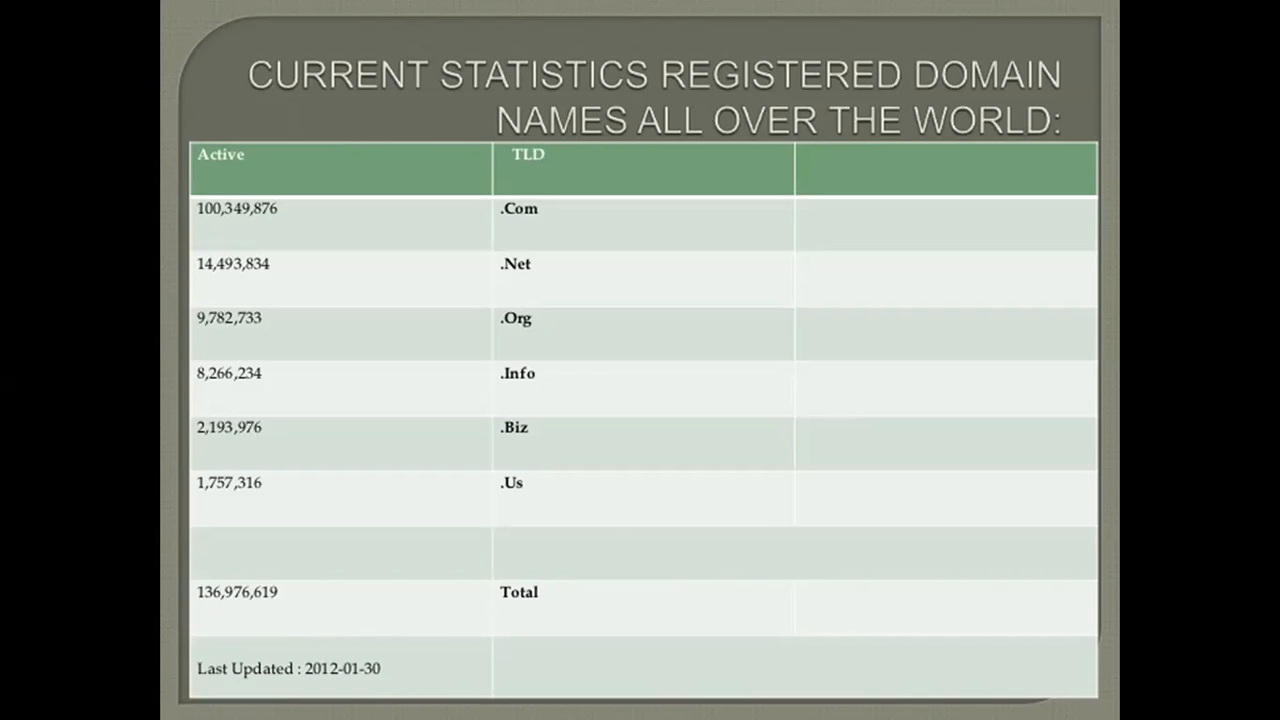 CURRENT STATISTICS REGISTERED DOMAIN
NAMES ALL OVER THE WORLD:
Active TLD
100,349,876 .Com
14,493,834 .Net
9,782,733 .Org
8,266,234 .Info
2,193,976 .Biz
1,757,316 .Us
136,976,619 Total
Last Updated : 2012-01-30